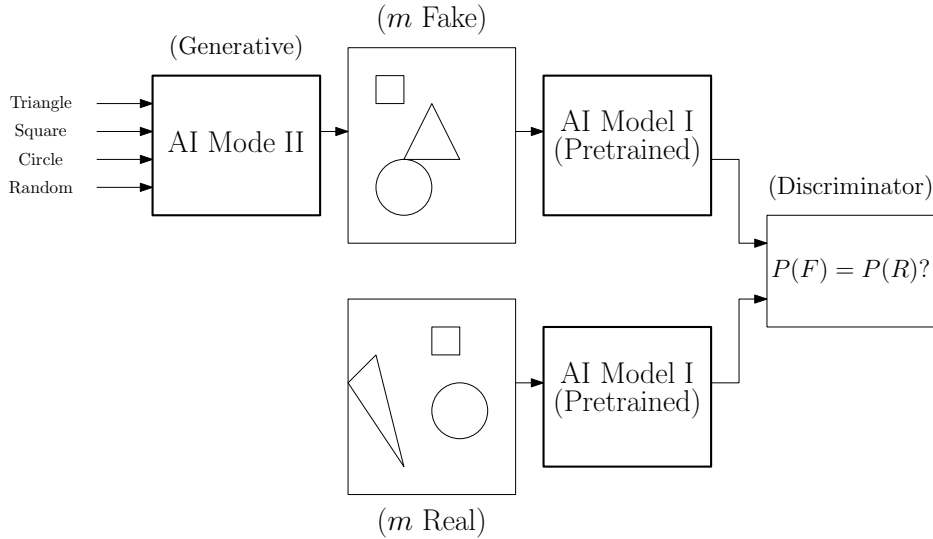 (m Fake)
(Generative)
Triangle
Square
Circle
Random
AI Mode II
AI Model I
(Pretrained)
(Discriminator)
P(F) = P(R)?
AI Model I
(Pretrained)
(m Real)